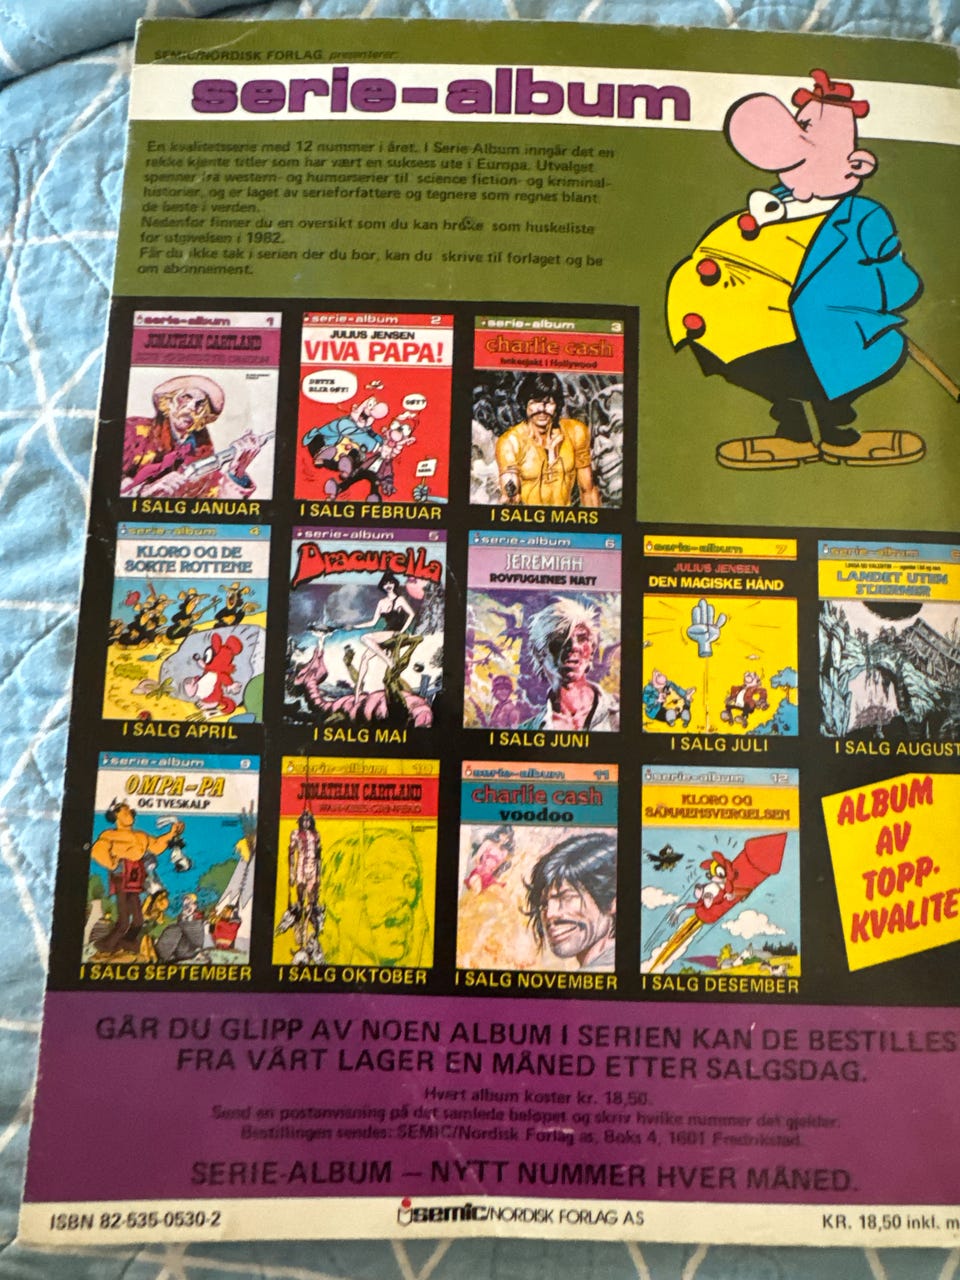 SEMIC/NORDISK FORLAG presenterer:
serie-album
En kvalitetsserie med 12 nummer i året. I Serie-Album inngår det en
rekke kjente titler som har vært en suksess ute i Europa. Utvalget
spenner fra western- og humorserier til science fiction- og kriminal-
historier, og er laget av serieforfattere og tegnere som regnes blant
de beste i verden.
Nedenfor finner du en oversikt som du kan bruke som huskeliste
for utgivelsen i 1982.
Får du ikke tak i serien der du bor, kan du skrive til forlaget og be
om abonnement.
serie-album 1
JONATHAN CARTLAND
I SALG JANUAR
serie-album 2
JULIUS JENSEN
VIVA PAPA!
DETTE BLIR GØY!
GØY?
I SALG FEBRUAR
serie-album 3
charlie cash
heksejakt i Hollywood
I SALG MARS
serie-album 4
KLORO OG DE
SORTE ROTTENE
I SALG APRIL
serie-album 5
Dracurella
I SALG MAI
serie-album 6
JEREMIAH
ROVFUGLENES NATT
I SALG JUNI
serie-album 7
JULIUS JENSEN
DEN MAGISKE HÅND
I SALG JULI
serie-album
LANDET UTEN
STJERNER
I SALG AUGUST
serie-album 9
OMPA-PA
OG TVESKALP
I SALG SEPTEMBER
serie-album 10
JONATHAN CARTLAND
I SALG OKTOBER
serie-album 11
charlie cash
voodoo
I SALG NOVEMBER
serie-album 12
KLORO OG
SAMMENSVERGELSEN
I SALG DESEMBER
ALBUM
AV
TOPP-
KVALITE
GÅR DU GLIPP AV NOEN ALBUM I SERIEN KAN DE BESTILLES
FRA VÅRT LAGER EN MÅNED ETTER SALGSDAG.
Hvert album koster kr. 18,50.
Send en postanvisning på det samlede beløpet og skriv hvilke nummer det gjelder.
Bestillingen sendes: SEMIC/Nordisk Forlag as, Boks 4, 1601 Fredrikstad.
SERIE-ALBUM – NYTT NUMMER HVER MÅNED.
ISBN 82-535-0530-2
semic/NORDISK FORLAG AS
KR. 18,50 inkl. m